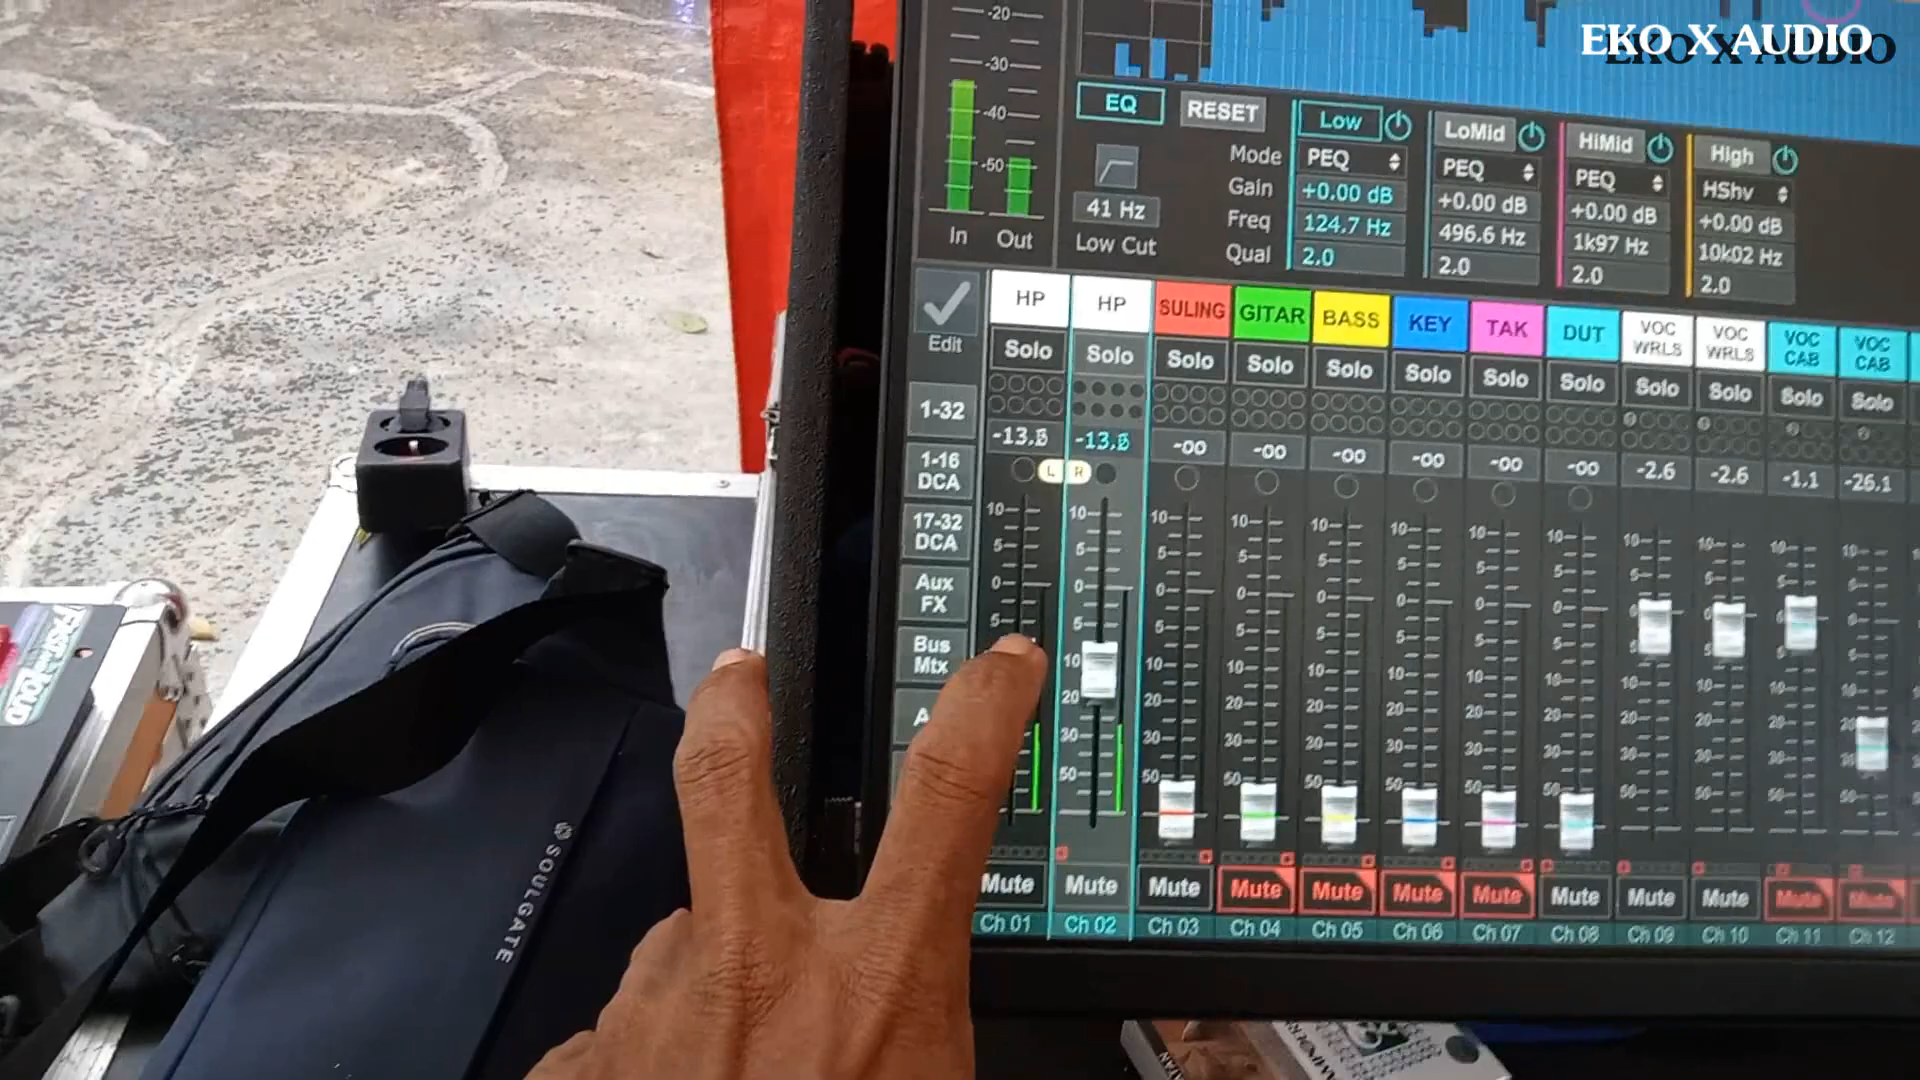 EKO X AUDIO
-20
-30
-40
-50
In Out
EQ RESET
41 Hz
Low Cut
Mode
Gain
Freq
Qual
Low
PEQ
+0.00 dB
124.7 Hz
2.0
LoMid
PEQ
+0.00 dB
496.6 Hz
2.0
HiMid
PEQ
+0.00 dB
1k97 Hz
2.0
High
HShv
+0.00 dB
10k02 Hz
2.0
Edit
1-32
1-16
DCA
17-32
DCA
Aux
FX
Bus
Mtx
HP HP SULING GITAR BASS KEY TAK DUT VOC WRLS VOC WRLS VOC CAB VOC CAB
Solo Solo Solo Solo Solo Solo Solo Solo Solo Solo Solo Solo
-oo -oo -oo -oo -oo -oo -2.6 -2.6 -1.1 -26.1
L R
Mute Mute Mute Mute Mute Mute Mute Mute Mute Mute Mute Mute
Ch 01 Ch 02 Ch 03 Ch 04 Ch 05 Ch 06 Ch 07 Ch 08 Ch 09 Ch 10 Ch 11 Ch 12
SOULGATE